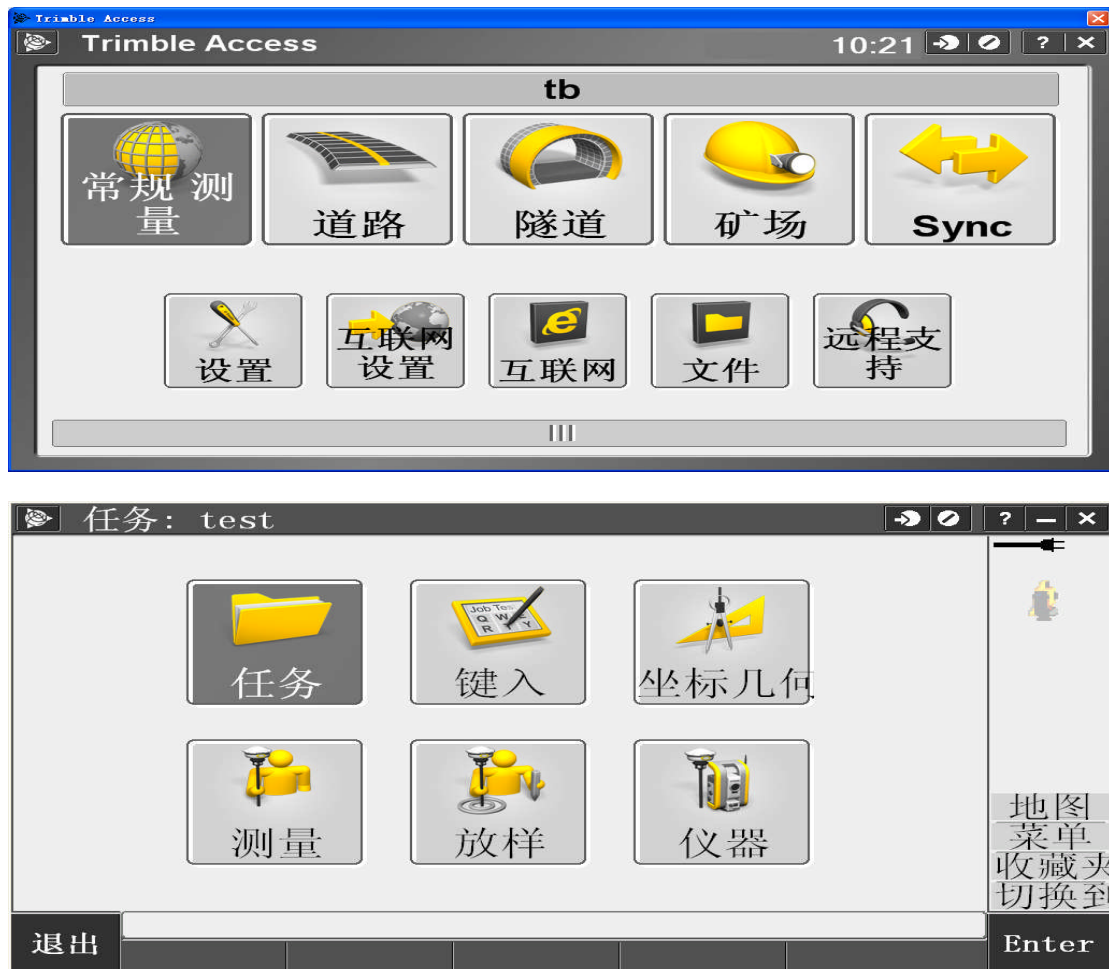 Trimble Access
Trimble Access
10:21
?
×
tb
常规 测
量
道路
隧道
矿场
Sync
设置
互联网
设置
互联网
文件
远程支
持
任务: test
?
—
×
任务
Job Tes
键入
坐标几何
测量
放样
仪器
地图
菜单
收藏夹
切换到
退出
Enter